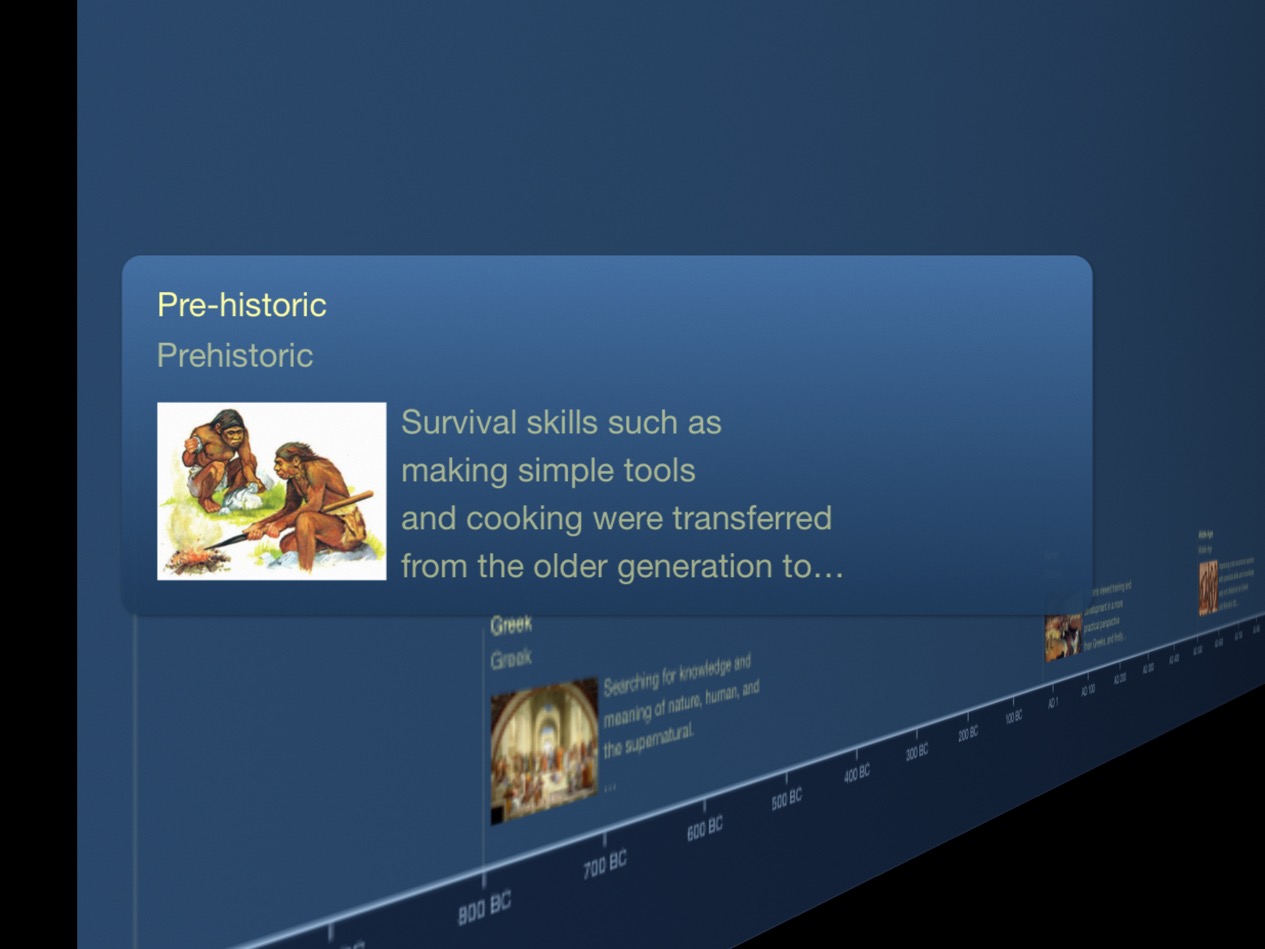 Pre-historic
Prehistoric
Survival skills such as
making simple tools
and cooking were transferred
from the older generation to…
Greek
Greek
Searching for knowledge and
meaning of nature, human, and
the supernatural.
…
viewed training and
development in a more
practical perspective
than Greeks, and firstly…
800 BC
700 BC
600 BC
500 BC
400 BC
300 BC
200 BC
100 BC
AD 1
AD 100
AD 200
AD 300
AD 400